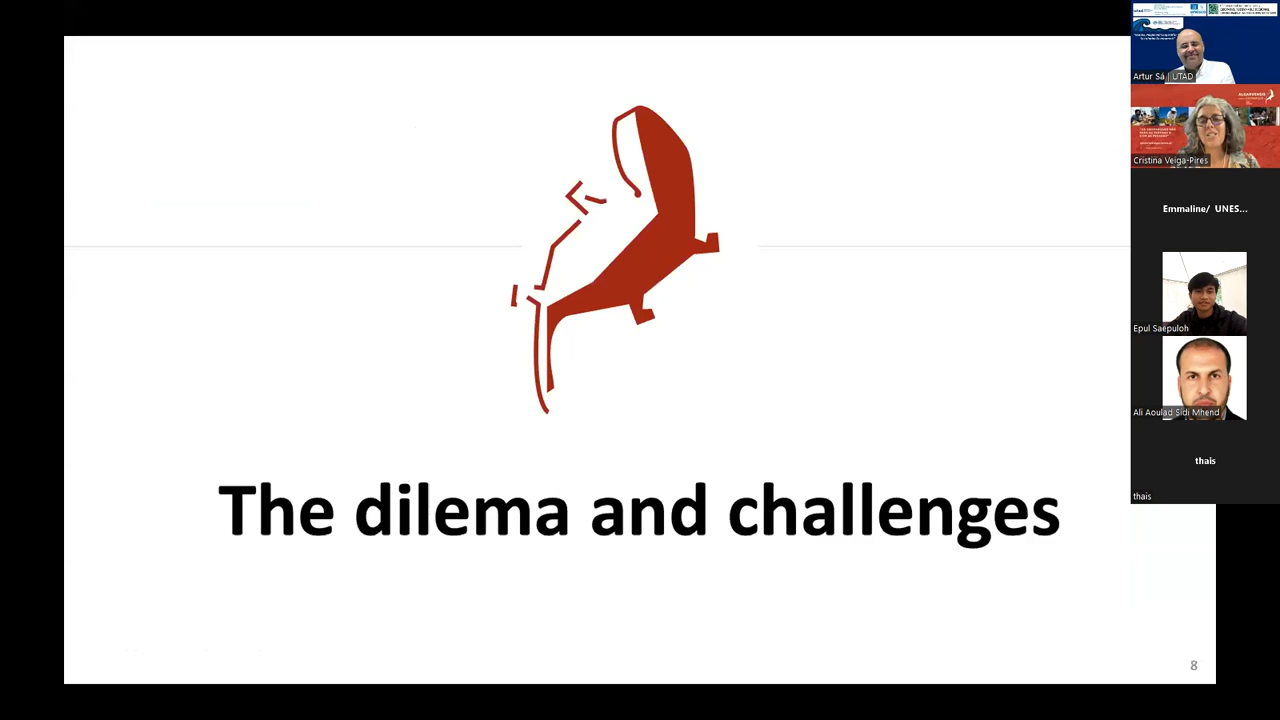 The dilema and challenges
8
Artur Sá | UTAD
ALGARVENSIS
Cristina Veiga-Pires
Emmaline/ UNES...
Epul Saepuloh
Ali Aoulad Sidi Mhend
thais
thais